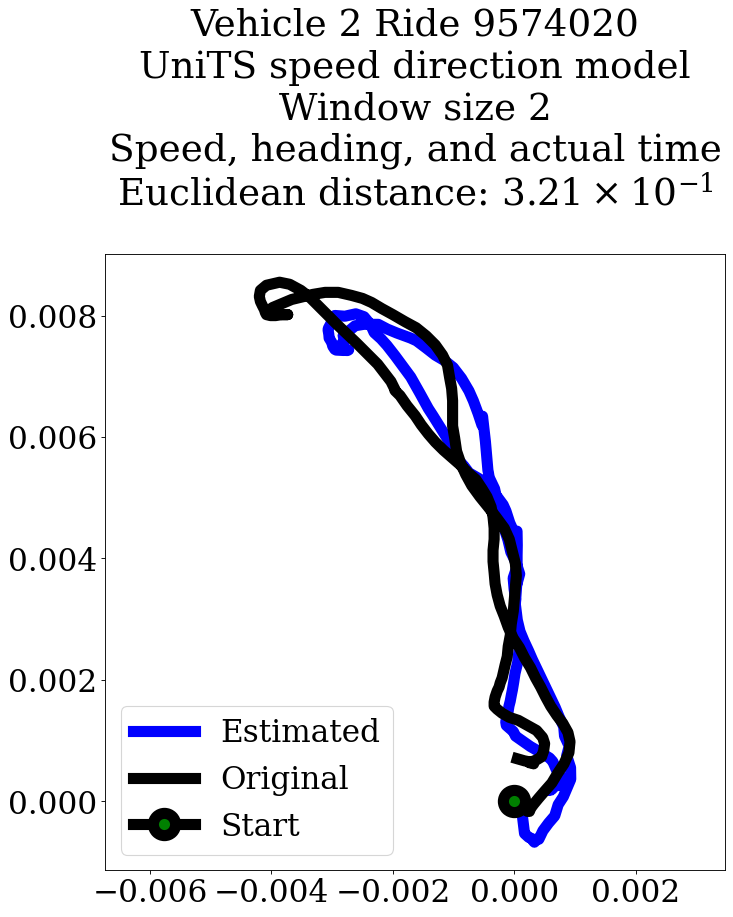 Vehicle 2 Ride 9574020
UniTS speed direction model
Window size 2
Speed, heading, and actual time
Euclidean distance: $3.21 \times 10^{-1}$
0.008
0.006
0.004
0.002
0.000
Estimated
Original
Start
−0.006 −0.004 −0.002 0.000 0.002